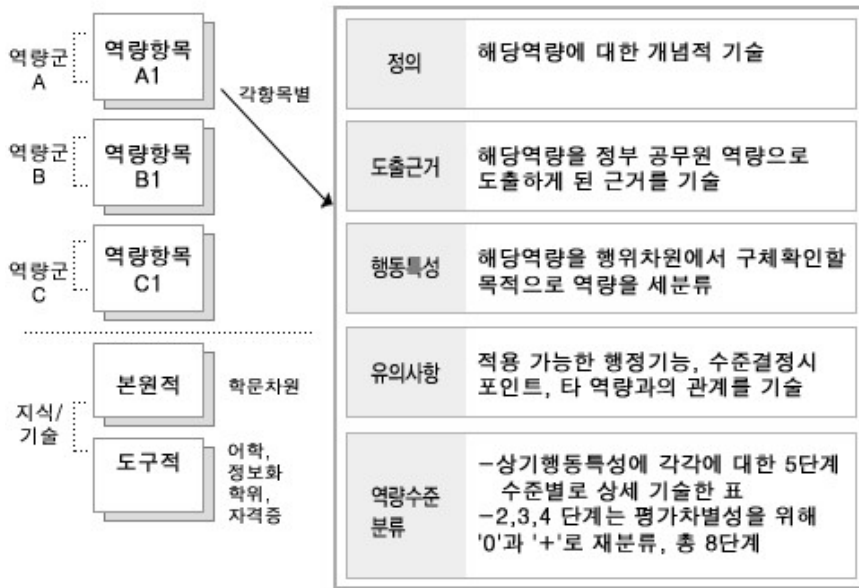 역량군
A
역량항목
A1
각항목별
역량군
B
역량항목
B1
역량군
C
역량항목
C1
지식/
기술
본원적
학문차원
도구적
어학,
정보화
학위,
자격증
정의
해당역량에 대한 개념적 기술
도출근거
해당역량을 정부 공무원 역량으로
도출하게 된 근거를 기술
행동특성
해당역량을 행위차원에서 구체확인할
목적으로 역량을 세분류
유의사항
적용 가능한 행정기능, 수준결정시
포인트, 타 역량과의 관계를 기술
역량수준
분류
-상기행동특성에 각각에 대한 5단계
수준별로 상세 기술한 표
-2,3,4 단계는 평가차별성을 위해
'0'과 '+'로 재분류, 총 8단계